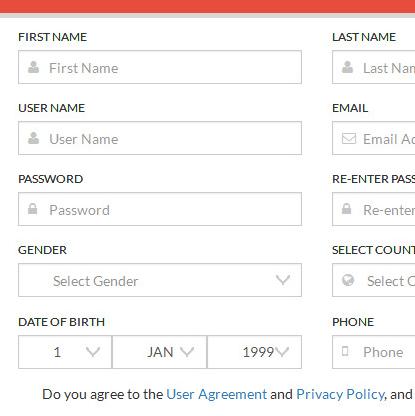 FIRST NAME LAST NAME
First Name Last Nam
USER NAME EMAIL
User Name Email Ad
PASSWORD RE-ENTER PASS
Password Re-enter
GENDER SELECT COUNT
Select Gender Select C
DATE OF BIRTH PHONE
1 JAN 1999 Phone
Do you agree to the User Agreement and Privacy Policy, and